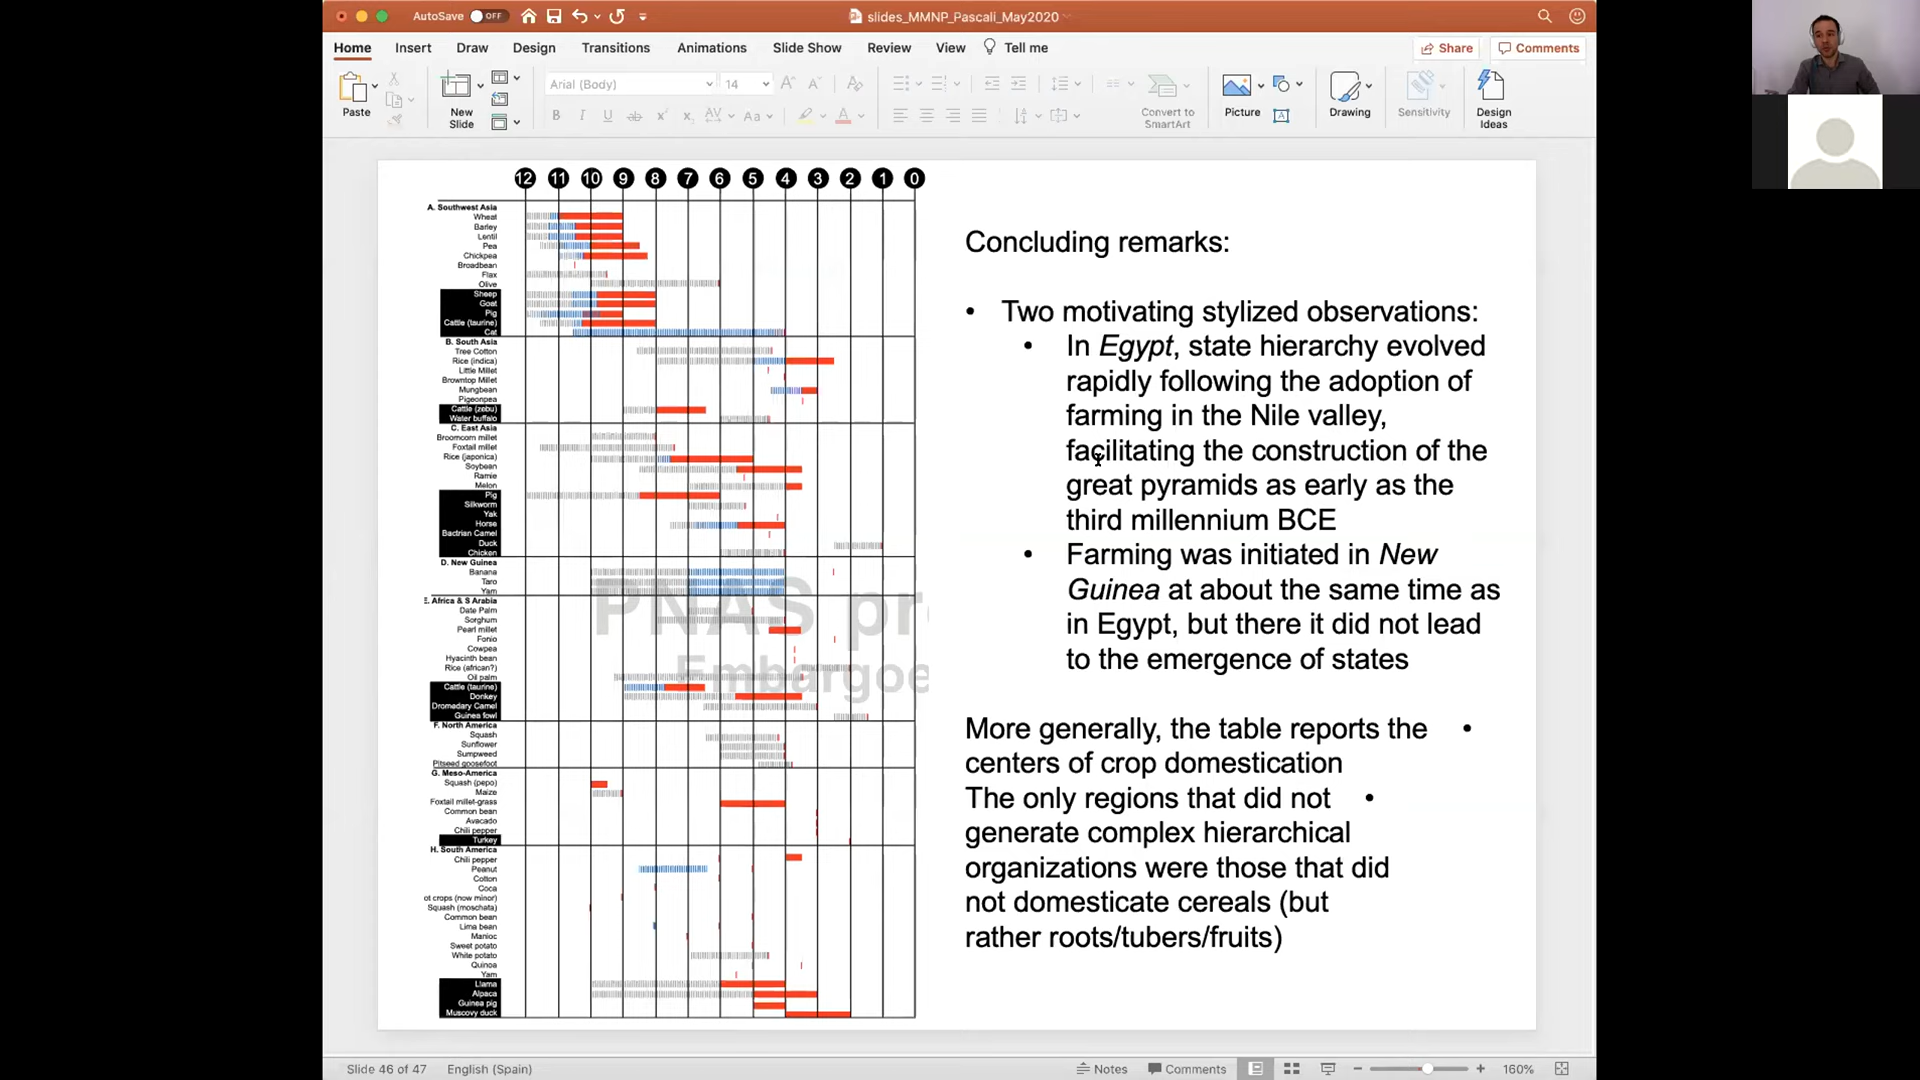 AutoSave OFF
slides_MMNP_Pascali_May2020
Home Insert Draw Design Transitions Animations Slide Show Review View Tell me
Share Comments
Paste
New Slide
Arial (Body) 14
Convert to SmartArt
Picture
Drawing
Sensitivity
Design Ideas
12 11 10 9 8 7 6 5 4 3 2 1 0
A. Southwest Asia
Wheat
Barley
Lentil
Pea
Chickpea
Broadbean
Flax
Olive
Sheep
Goat
Pig
Cattle (taurine)
Cat
B. South Asia
Tree Cotton
Rice (indica)
Little Millet
Browntop Millet
Mungbean
Pigeonpea
Cattle (zebu)
Water buffalo
C. East Asia
Broomcorn millet
Foxtail millet
Rice (japonica)
Soybean
Ramie
Melon
Pig
Silkworm
Yak
Horse
Bactrian Camel
Duck
Chicken
D. New Guinea
Banana
Taro
Yam
E. Africa & S Arabia
Date Palm
Sorghum
Pearl millet
Fonio
Cowpea
Hyacinth bean
Rice (african?)
Oil palm
Cattle (taurine)
Donkey
Dromedary Camel
Guinea fowl
F. North America
Squash
Sunflower
Sumpweed
Pitseed goosefoot
G. Meso-America
Squash (pepo)
Maize
Foxtail millet-grass
Common bean
Avocado
Chili pepper
Turkey
H. South America
Chili pepper
Peanut
Cotton
Coca
ot crops (now minor)
Squash (moschata)
Common bean
Lima bean
Manioc
Sweet potato
White potato
Quinoa
Yam
Llama
Alpaca
Guinea pig
Muscovy duck
PNAS pr
Embargoe
Concluding remarks:
• Two motivating stylized observations:
• In Egypt, state hierarchy evolved
rapidly following the adoption of
farming in the Nile valley,
facilitating the construction of the
great pyramids as early as the
third millennium BCE
• Farming was initiated in New
Guinea at about the same time as
in Egypt, but there it did not lead
to the emergence of states
More generally, the table reports the •
centers of crop domestication
The only regions that did not •
generate complex hierarchical
organizations were those that did
not domesticate cereals (but
rather roots/tubers/fruits)
Slide 46 of 47 English (Spain)
Notes Comments 160%